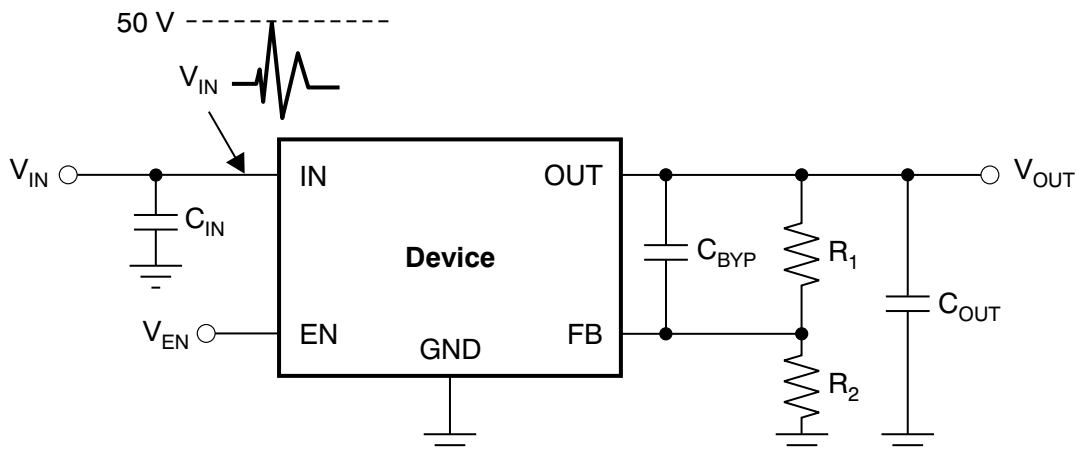 50 V
V_IN
V_IN
IN
OUT
V_OUT
C_IN
Device
C_BYP
R_1
C_OUT
V_EN
EN
GND
FB
R_2